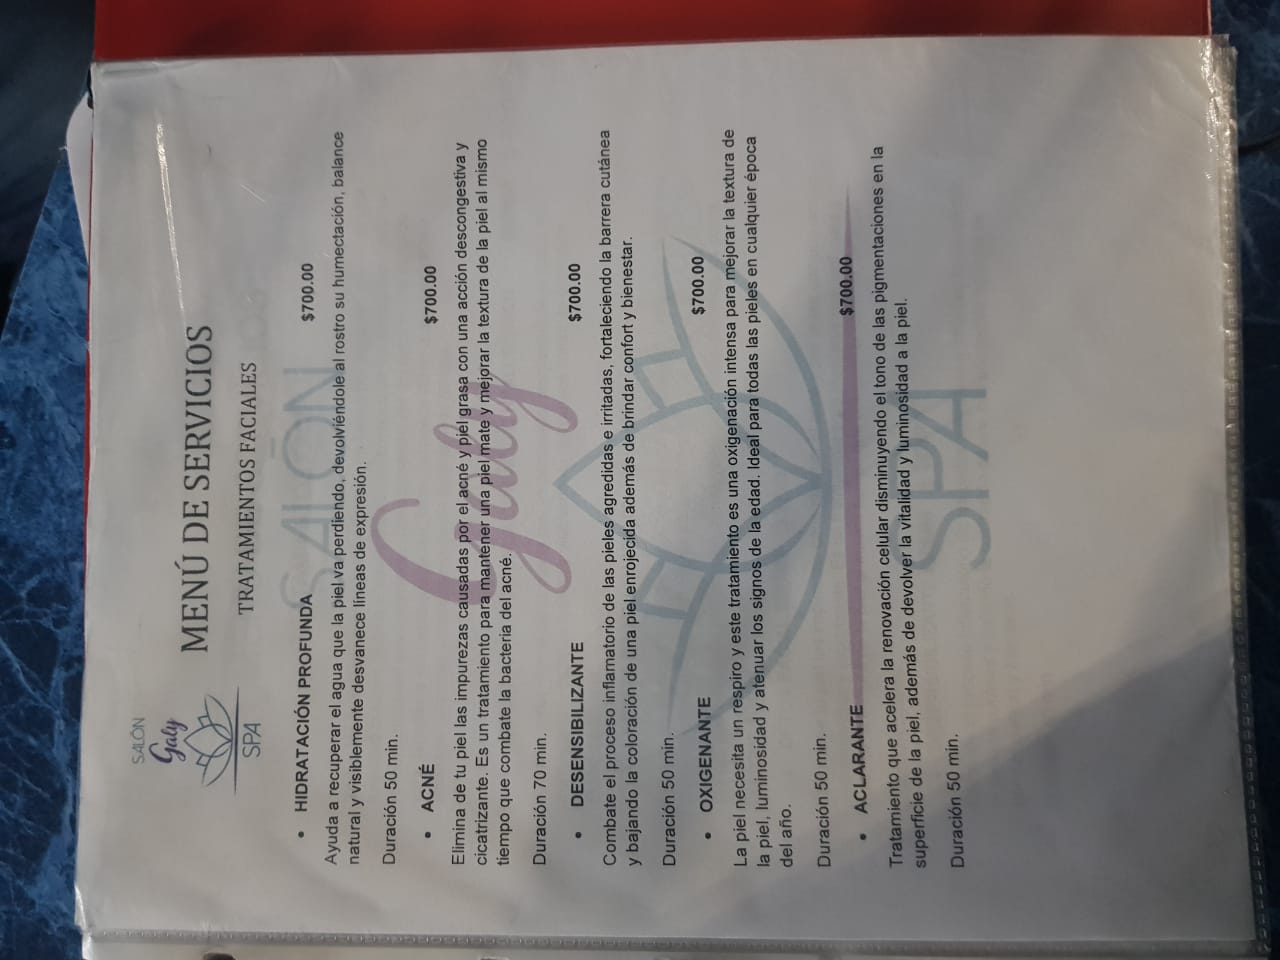 SALŌN
Galy
SPA
MENÚ DE SERVICIOS
TRATAMIENTOS FACIALES
SALŌN
Galy
SPA
• HIDRATACIÓN PROFUNDA $700.00
Ayuda a recuperar el agua que la piel va perdiendo, devolviéndole al rostro su humectación, balance
natural y visiblemente desvanece líneas de expresión.
Duración 50 min.
• ACNÉ $700.00
Elimina de tu piel las impurezas causadas por el acné y piel grasa con una acción descongestiva y
cicatrizante. Es un tratamiento para mantener una piel mate y mejorar la textura de la piel al mismo
tiempo que combate la bacteria del acné.
Duración 70 min.
• DESENSIBILIZANTE $700.00
Combate el proceso inflamatorio de las pieles agredidas e irritadas, fortaleciendo la barrera cutánea
y bajando la coloración de una piel enrojecida además de brindar confort y bienestar.
Duración 50 min.
• OXIGENANTE $700.00
La piel necesita un respiro y este tratamiento es una oxigenación intensa para mejorar la textura de
la piel, luminosidad y atenuar los signos de la edad. Ideal para todas las pieles en cualquier época
del año.
Duración 50 min.
• ACLARANTE $700.00
Tratamiento que acelera la renovación celular disminuyendo el tono de las pigmentaciones en la
superficie de la piel, además de devolver la vitalidad y luminosidad a la piel.
Duración 50 min.